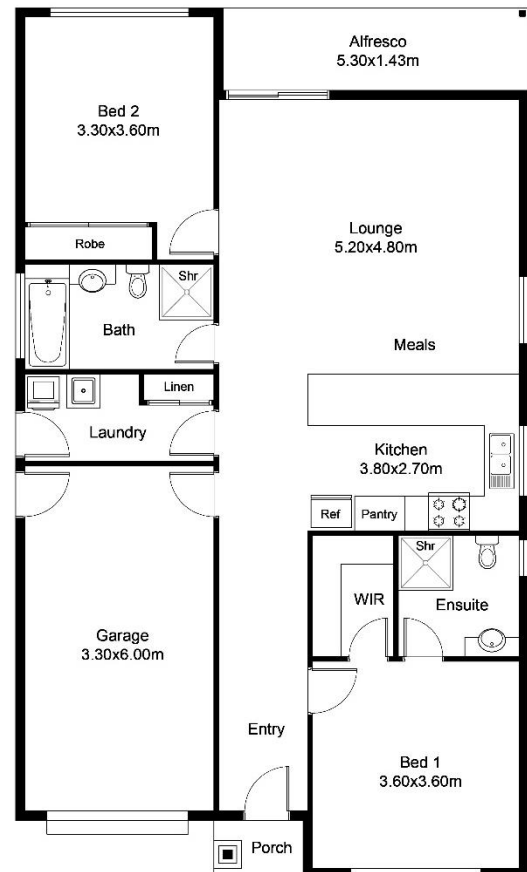 Alfresco
5.30x1.43m
Bed 2
3.30x3.60m
Robe
Lounge
5.20x4.80m
Shr
Bath
Meals
Linen
Laundry
Kitchen
3.80x2.70m
Ref
Pantry
Shr
WIR
Ensuite
Garage
3.30x6.00m
Entry
Bed 1
3.60x3.60m
Porch